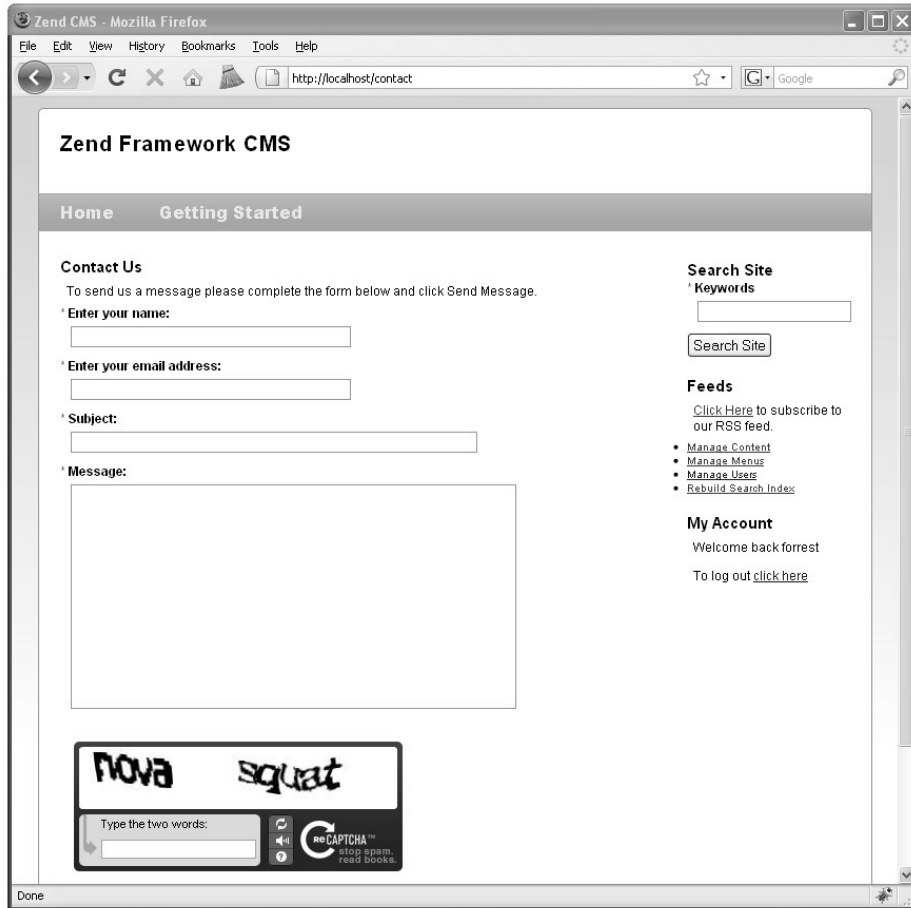 Zend CMS - Mozilla Firefox
File Edit View History Bookmarks Tools Help
http://localhost/contact
G Google
Zend Framework CMS
Home Getting Started
Contact Us
To send us a message please complete the form below and click Send Message.
* Enter your name:
* Enter your email address:
* Subject:
* Message:
nova squat
Type the two words:
reCAPTCHA™
stop spam.
read books.
Search Site
* Keywords
Search Site
Feeds
Click Here to subscribe to
our RSS feed.
Manage Content
Manage Menus
Manage Users
Rebuild Search Index
My Account
Welcome back forrest
To log out click here
Done